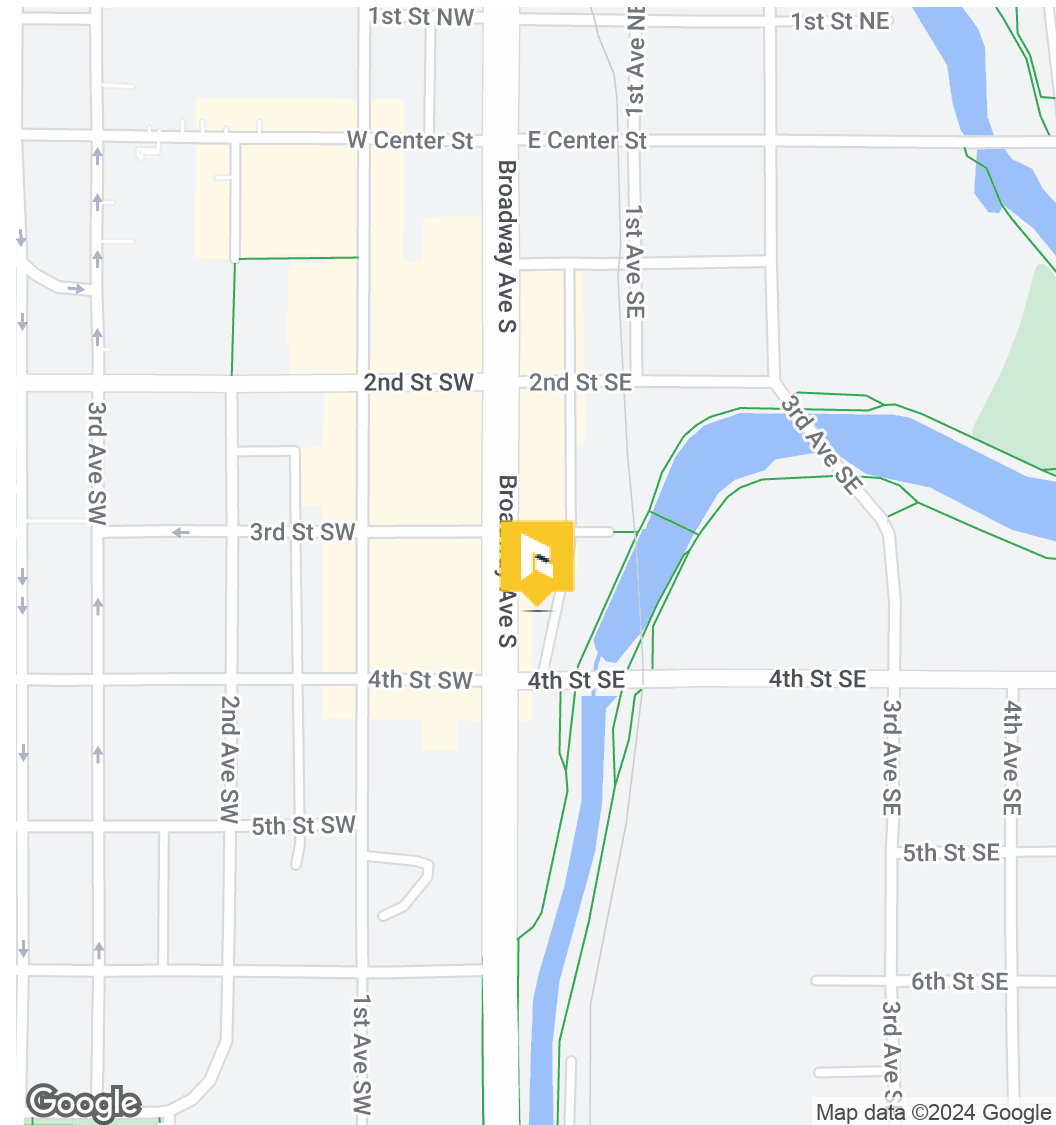 1st St NW
1st St NE
1st Ave NE
W Center St
E Center St
Broadway Ave S
1st Ave SE
2nd St SW
2nd St SE
3rd Ave SE
3rd Ave SW
3rd St SW
Broadway Ave S
4th St SW
4th St SE
4th St SE
2nd Ave SW
3rd Ave SE
4th Ave SE
5th St SW
5th St SE
6th St SE
1st Ave SW
3rd Ave S
Google
Map data ©2024 Google